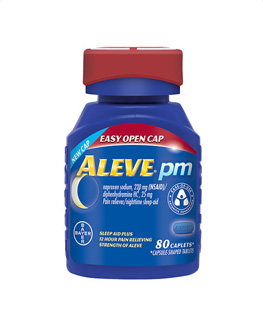 EASY OPEN CAP
NEW CAP
ALEVE pm
naproxen sodium, 220 mg (NSAID)/
diphenhydramine HCl, 25 mg
Pain reliever/nighttime sleep-aid
BAYER
SLEEP AID PLUS
12 HOUR PAIN RELIEVING
STRENGTH OF ALEVE
80 CAPLETS*
*CAPSULE-SHAPED TABLETS